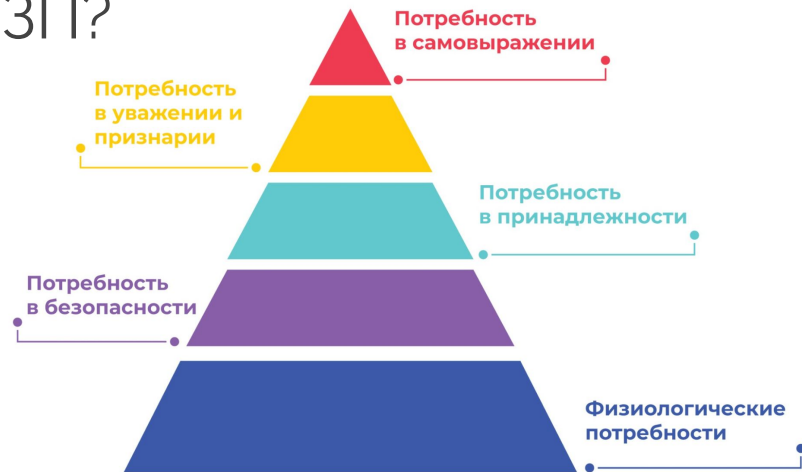 ЗП?
Потребность
в самовыражении
Потребность
в уважении и
признарии
Потребность
в принадлежности
Потребность
в безопасности
Физиологические
потребности